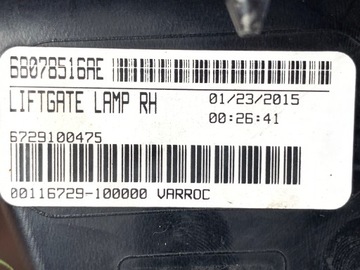 68078516AE
LIFTGATE LAMP RH 01/23/2015
00:26:41
6729100475
00116729-100000 VARROC